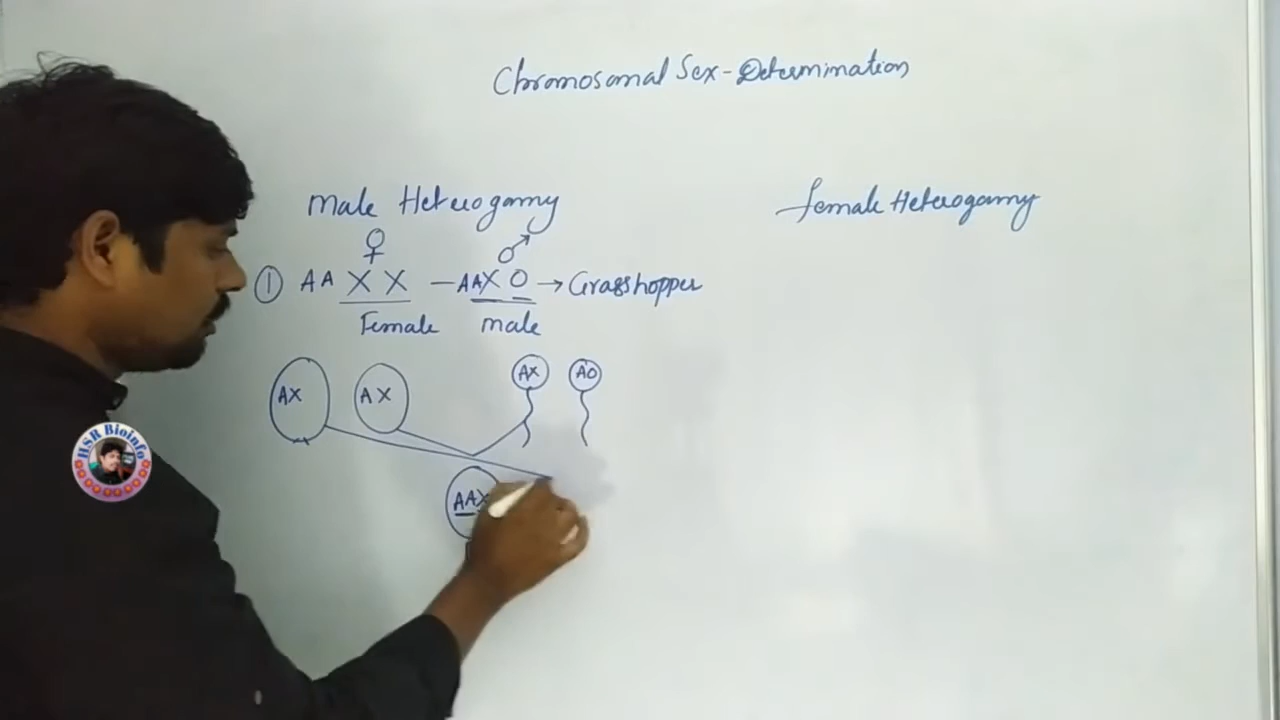 Chromosomal Sex-Determination
Male Heterogamy
female Heterogamy
♀ ♂
① AA X X — AAX O → Grasshopper
Female male
AX AX AX AO
AAX
HSR Bioinfo